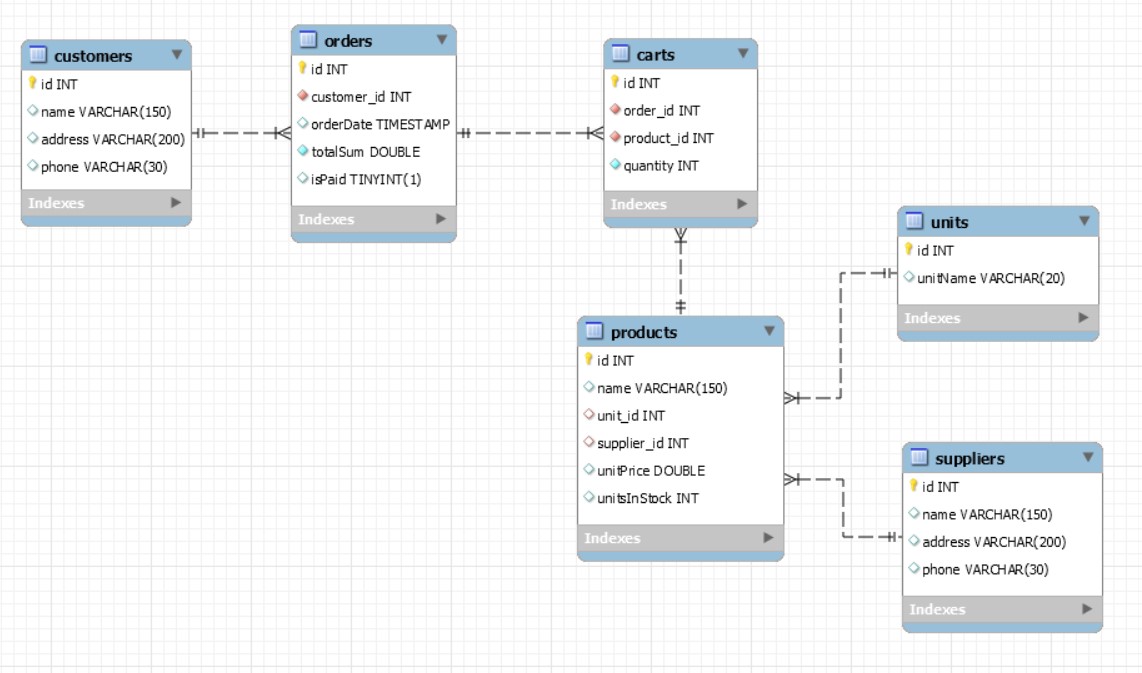 customers
id INT
name VARCHAR(150)
address VARCHAR(200)
phone VARCHAR(30)
Indexes
orders
id INT
customer_id INT
orderDate TIMESTAMP
totalSum DOUBLE
isPaid TINYINT(1)
Indexes
carts
id INT
order_id INT
product_id INT
quantity INT
Indexes
products
id INT
name VARCHAR(150)
unit_id INT
supplier_id INT
unitPrice DOUBLE
unitsInStock INT
Indexes
units
id INT
unitName VARCHAR(20)
Indexes
suppliers
id INT
name VARCHAR(150)
address VARCHAR(200)
phone VARCHAR(30)
Indexes